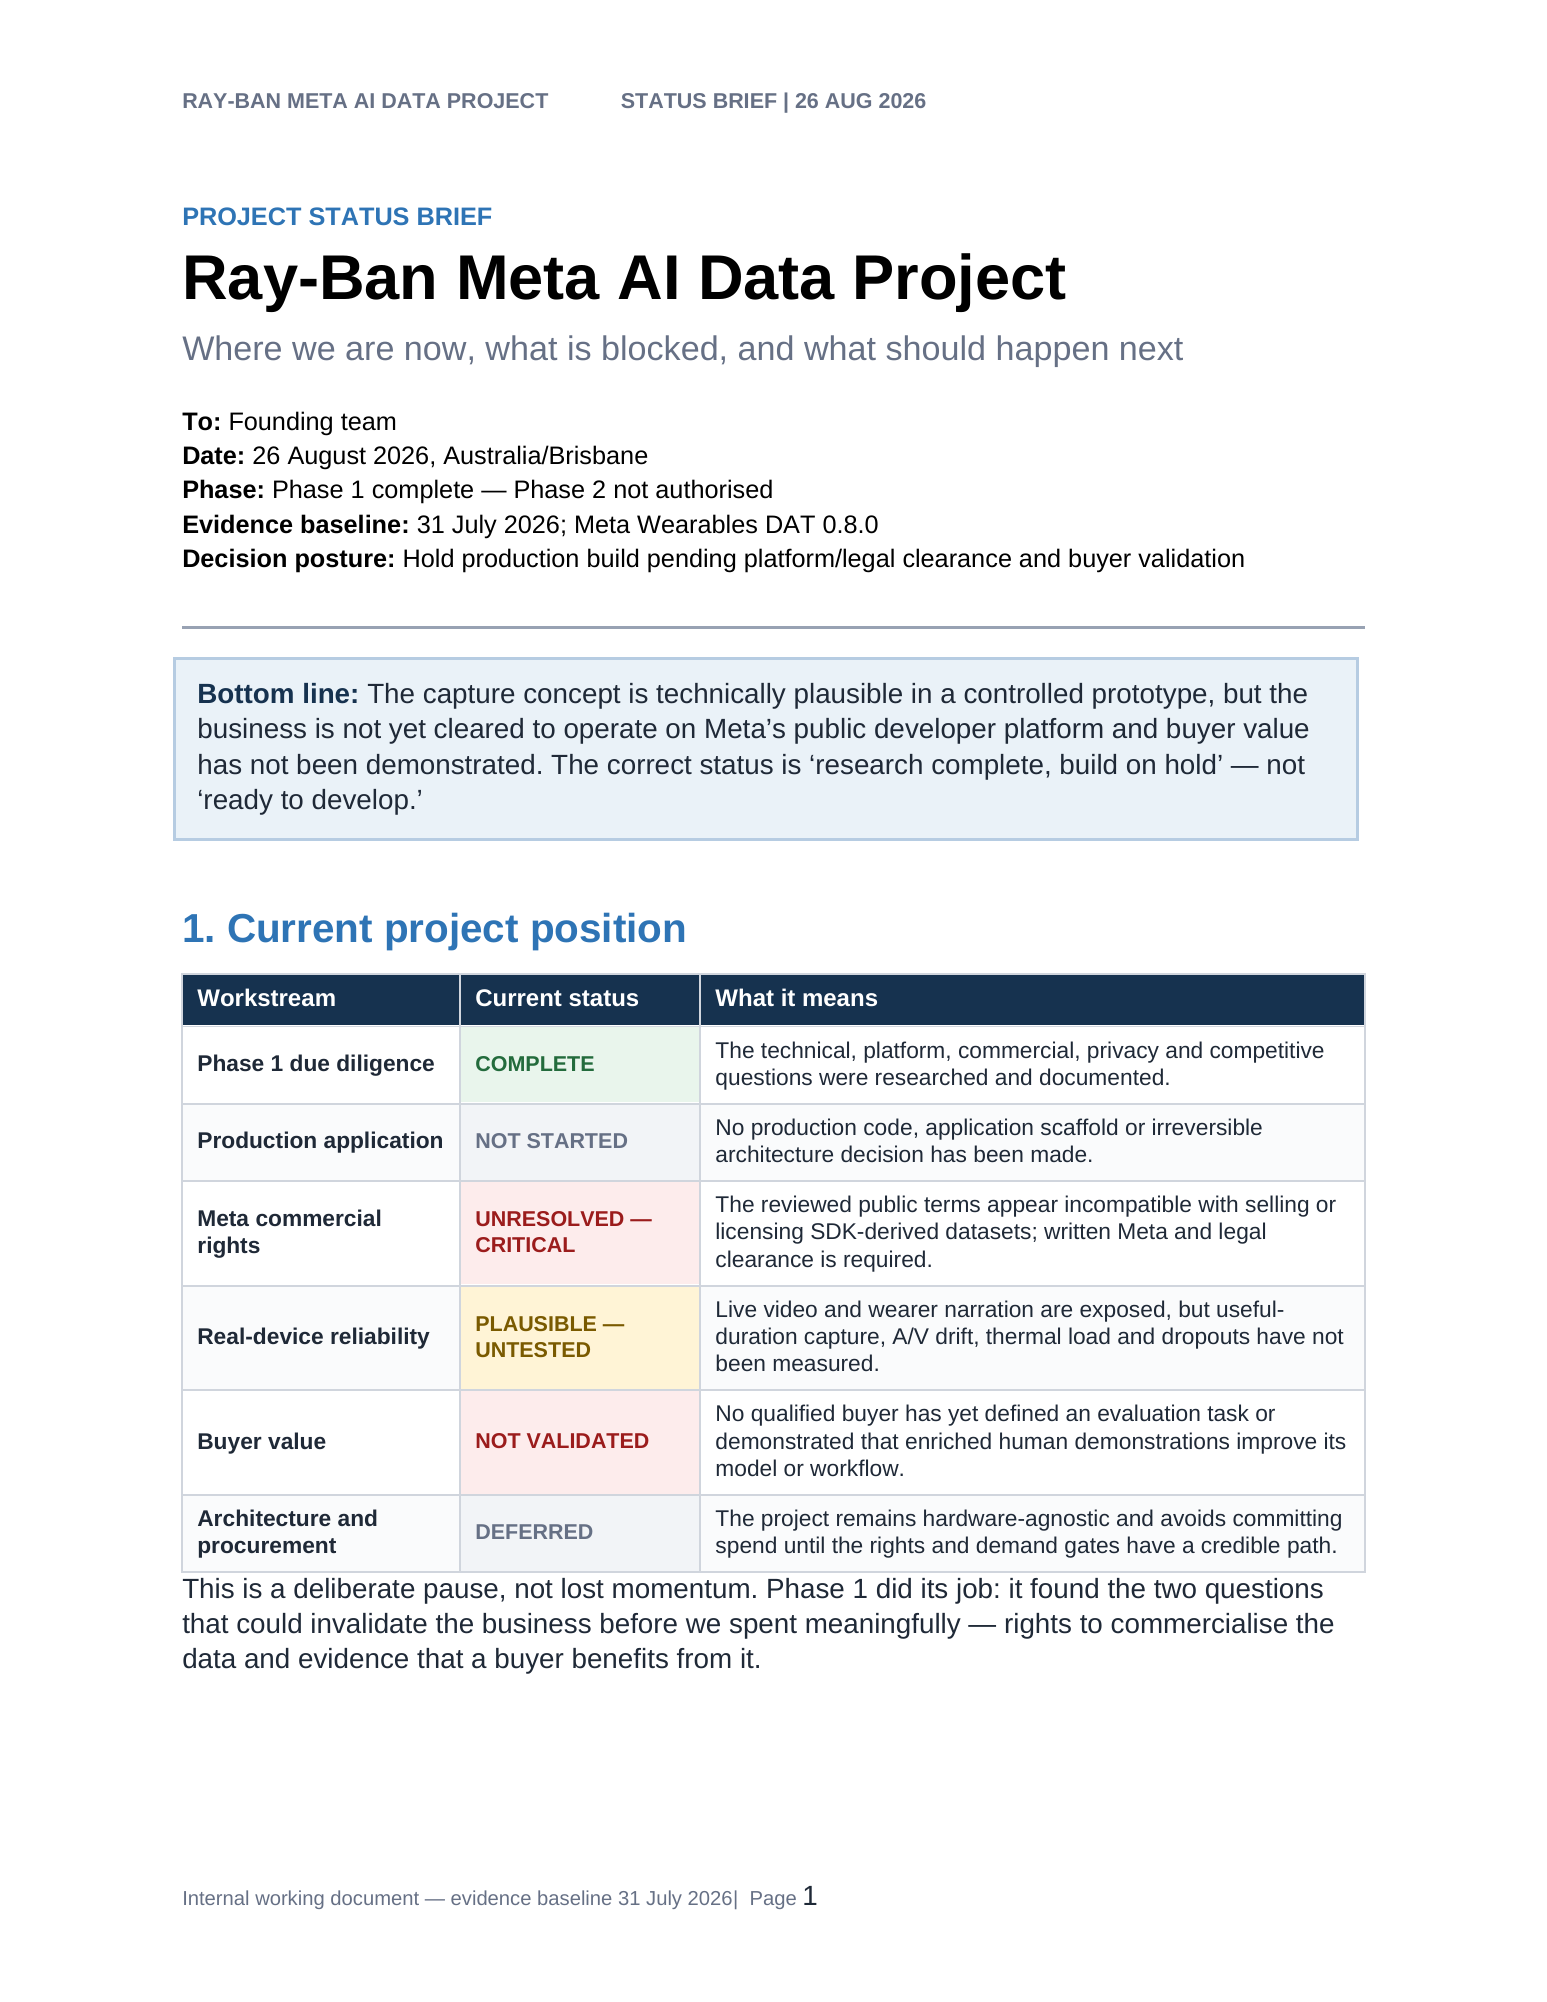 RAY-BAN META AI DATA PROJECT STATUS BRIEF | 26 AUG 2026
PROJECT STATUS BRIEF
Ray-Ban Meta AI Data Project
Where we are now, what is blocked, and what should happen next
To: Founding team
Date: 26 August 2026, Australia/Brisbane
Phase: Phase 1 complete — Phase 2 not authorised
Evidence baseline: 31 July 2026; Meta Wearables DAT 0.8.0
Decision posture: Hold production build pending platform/legal clearance and buyer validation
Bottom line: The capture concept is technically plausible in a controlled prototype, but the
business is not yet cleared to operate on Meta’s public developer platform and buyer value
has not been demonstrated. The correct status is ‘research complete, build on hold’ — not
‘ready to develop.’
1. Current project position
Workstream Current status What it means
Phase 1 due diligence COMPLETE
The technical, platform, commercial, privacy and competitive
questions were researched and documented.
Production application NOT STARTED
No production code, application scaffold or irreversible
architecture decision has been made.
Meta commercial
rights
UNRESOLVED —
CRITICAL
The reviewed public terms appear incompatible with selling or
licensing SDK-derived datasets; written Meta and legal
clearance is required.
Real-device reliability
PLAUSIBLE —
UNTESTED
Live video and wearer narration are exposed, but useful-
duration capture, A/V drift, thermal load and dropouts have not
been measured.
Buyer value
NOT VALIDATED
No qualified buyer has yet defined an evaluation task or
demonstrated that enriched human demonstrations improve its
model or workflow.
Architecture and
procurement
DEFERRED
The project remains hardware-agnostic and avoids committing
spend until the rights and demand gates have a credible path.
This is a deliberate pause, not lost momentum. Phase 1 did its job: it found the two questions
that could invalidate the business before we spent meaningfully — rights to commercialise the
data and evidence that a buyer benefits from it.
Internal working document — evidence baseline 31 July 2026| Page 1